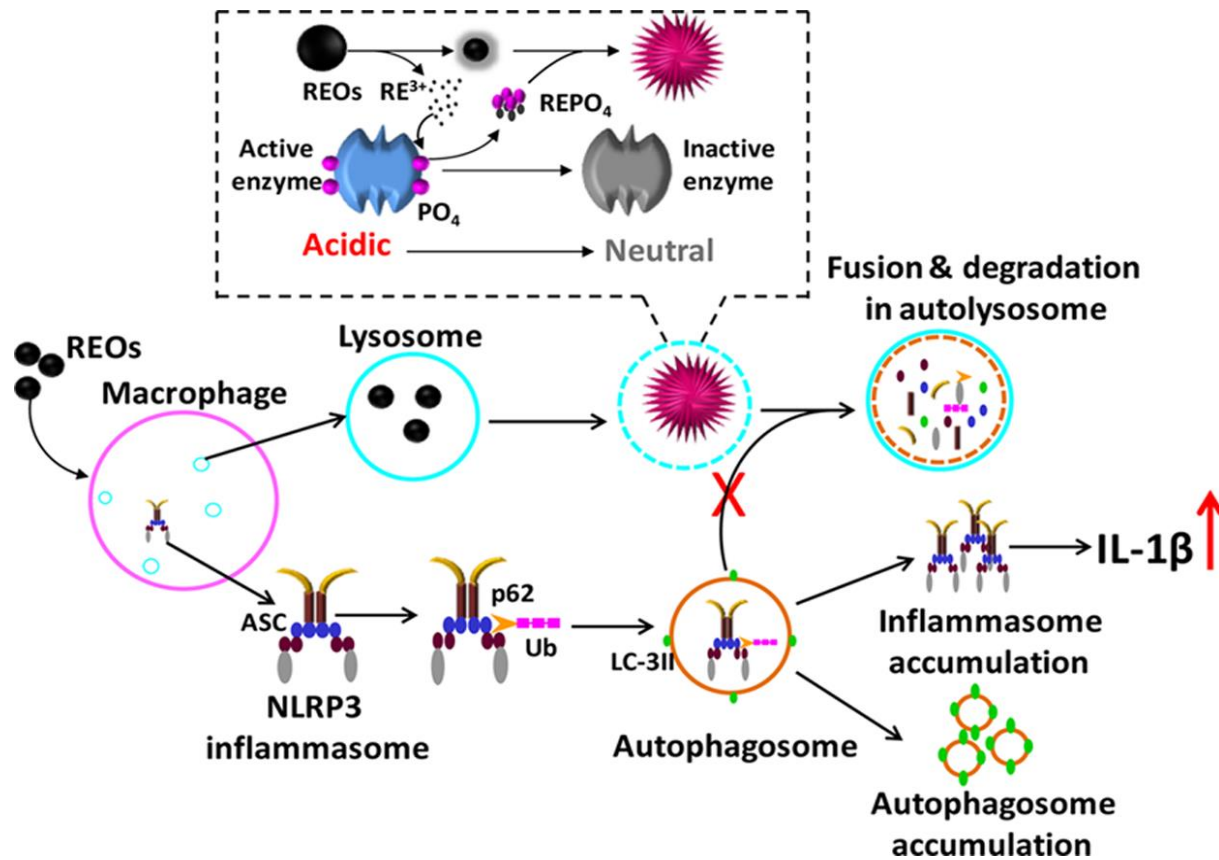 REOs
RE³⁺
REPO₄
Active
enzyme
PO₄
Inactive
enzyme
Acidic
Neutral
Fusion & degradation
in autolysosome
REOs
Macrophage
Lysosome
X
ASC
NLRP3
inflammasome
p62
Ub
LC-3II
Autophagosome
IL-1β
Inflammasome
accumulation
Autophagosome
accumulation